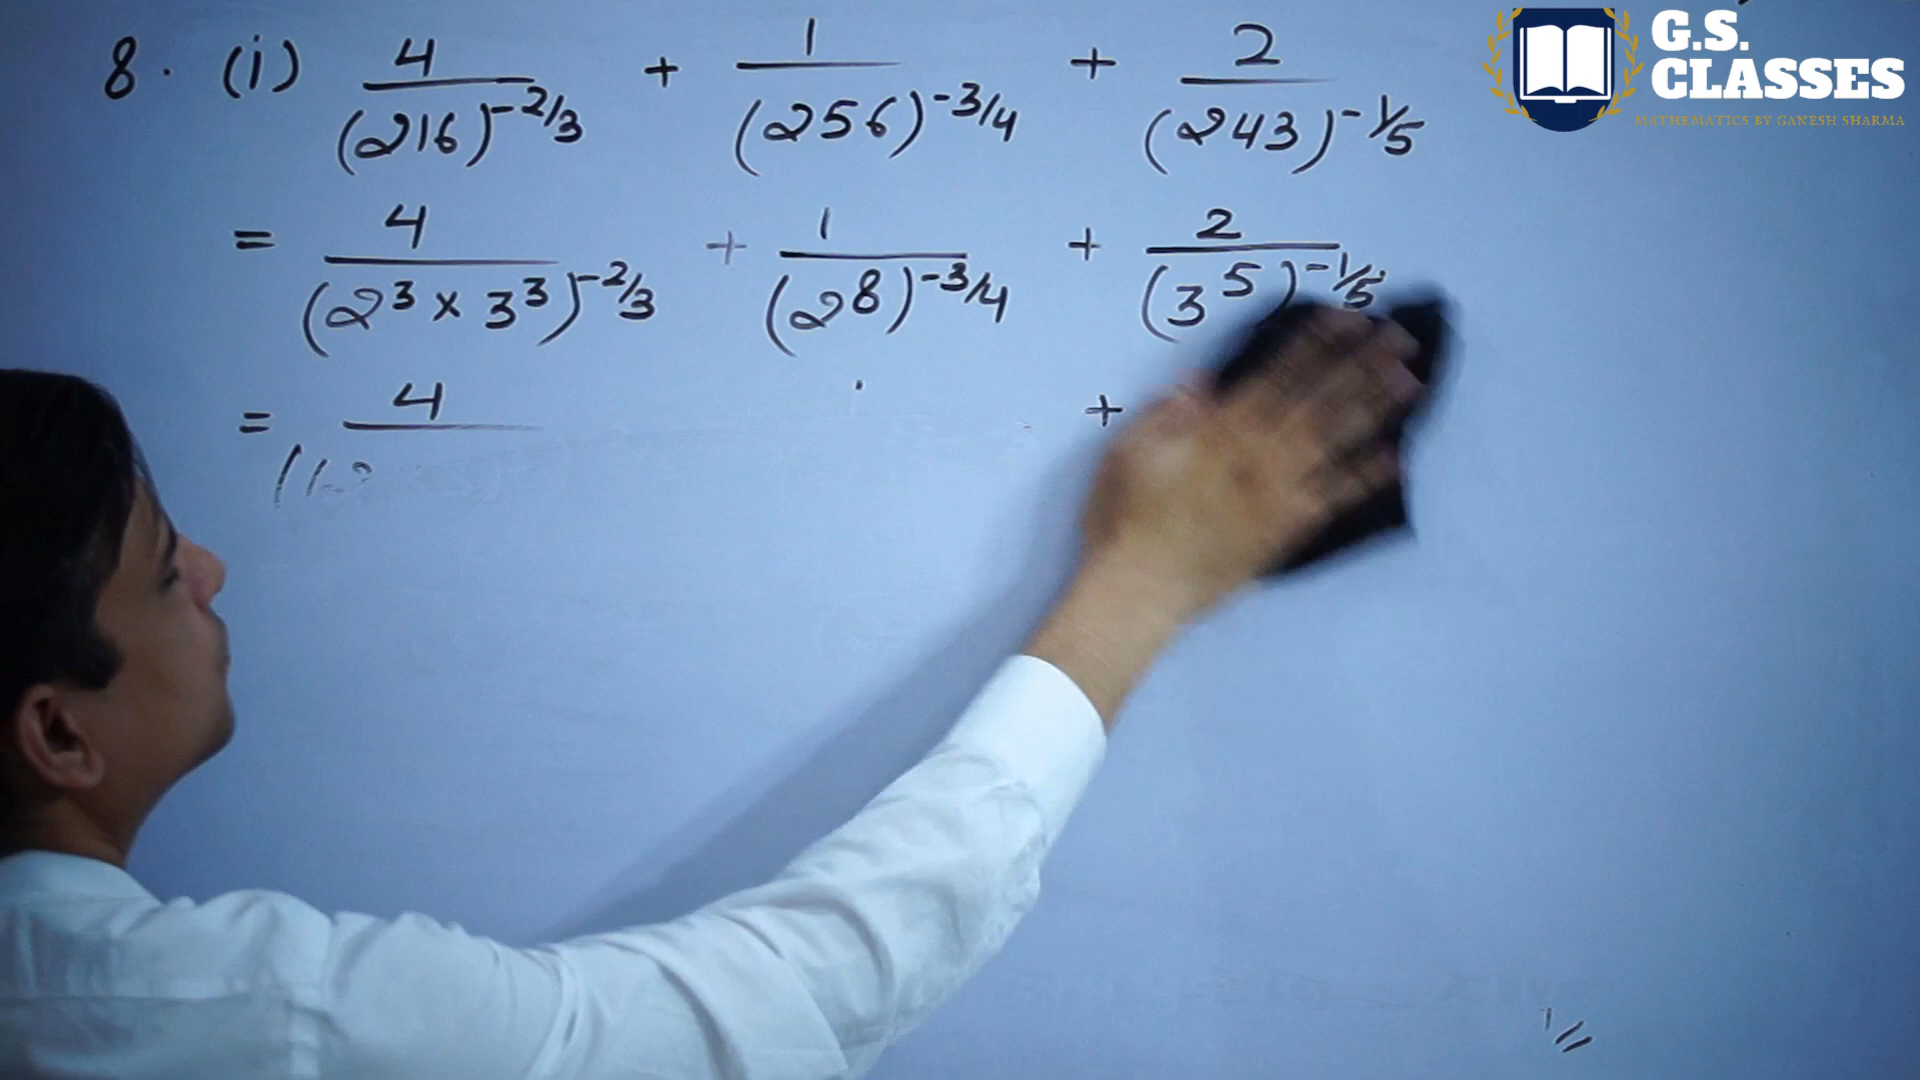 8. (i) 4/(216)^-2/3 + 1/(256)^-3/4 + 2/(243)^-1/5
= 4/(2^3 × 3^3)^-2/3 + 1/(2^8)^-3/4 + 2/(3^5)^-1/5
= 4 +
G.S.
CLASSES
MATHEMATICS BY GANESH SHARMA